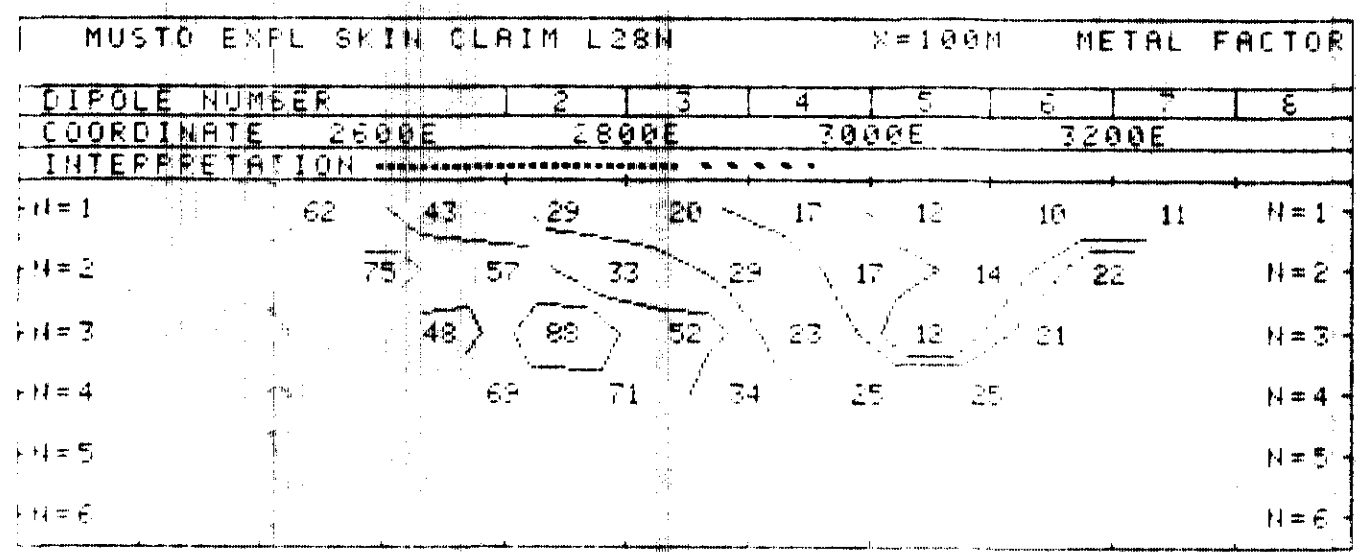 MUSTO EXPL SKIN CLAIM L28N X=100M METAL FACTOR
DIPOLE NUMBER 2 3 4 5 6 7 8
COORDINATE 2600E 2800E 3000E 3200E
INTERPRETATION
N=1 62 43 29 20 17 12 10 11 N=1
N=2 75 57 33 29 17 14 22 N=2
N=3 48 88 52 23 12 21 N=3
N=4 69 71 34 25 25 N=4
N=5 N=5
N=6 N=6